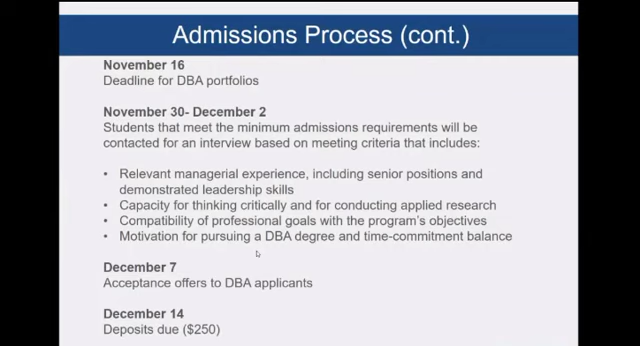 Admissions Process (cont.)
November 16
Deadline for DBA portfolios
November 30- December 2
Students that meet the minimum admissions requirements will be
contacted for an interview based on meeting criteria that includes:
• Relevant managerial experience, including senior positions and
demonstrated leadership skills
• Capacity for thinking critically and for conducting applied research
• Compatibility of professional goals with the program's objectives
• Motivation for pursuing a DBA degree and time-commitment balance
December 7
Acceptance offers to DBA applicants
December 14
Deposits due ($250)